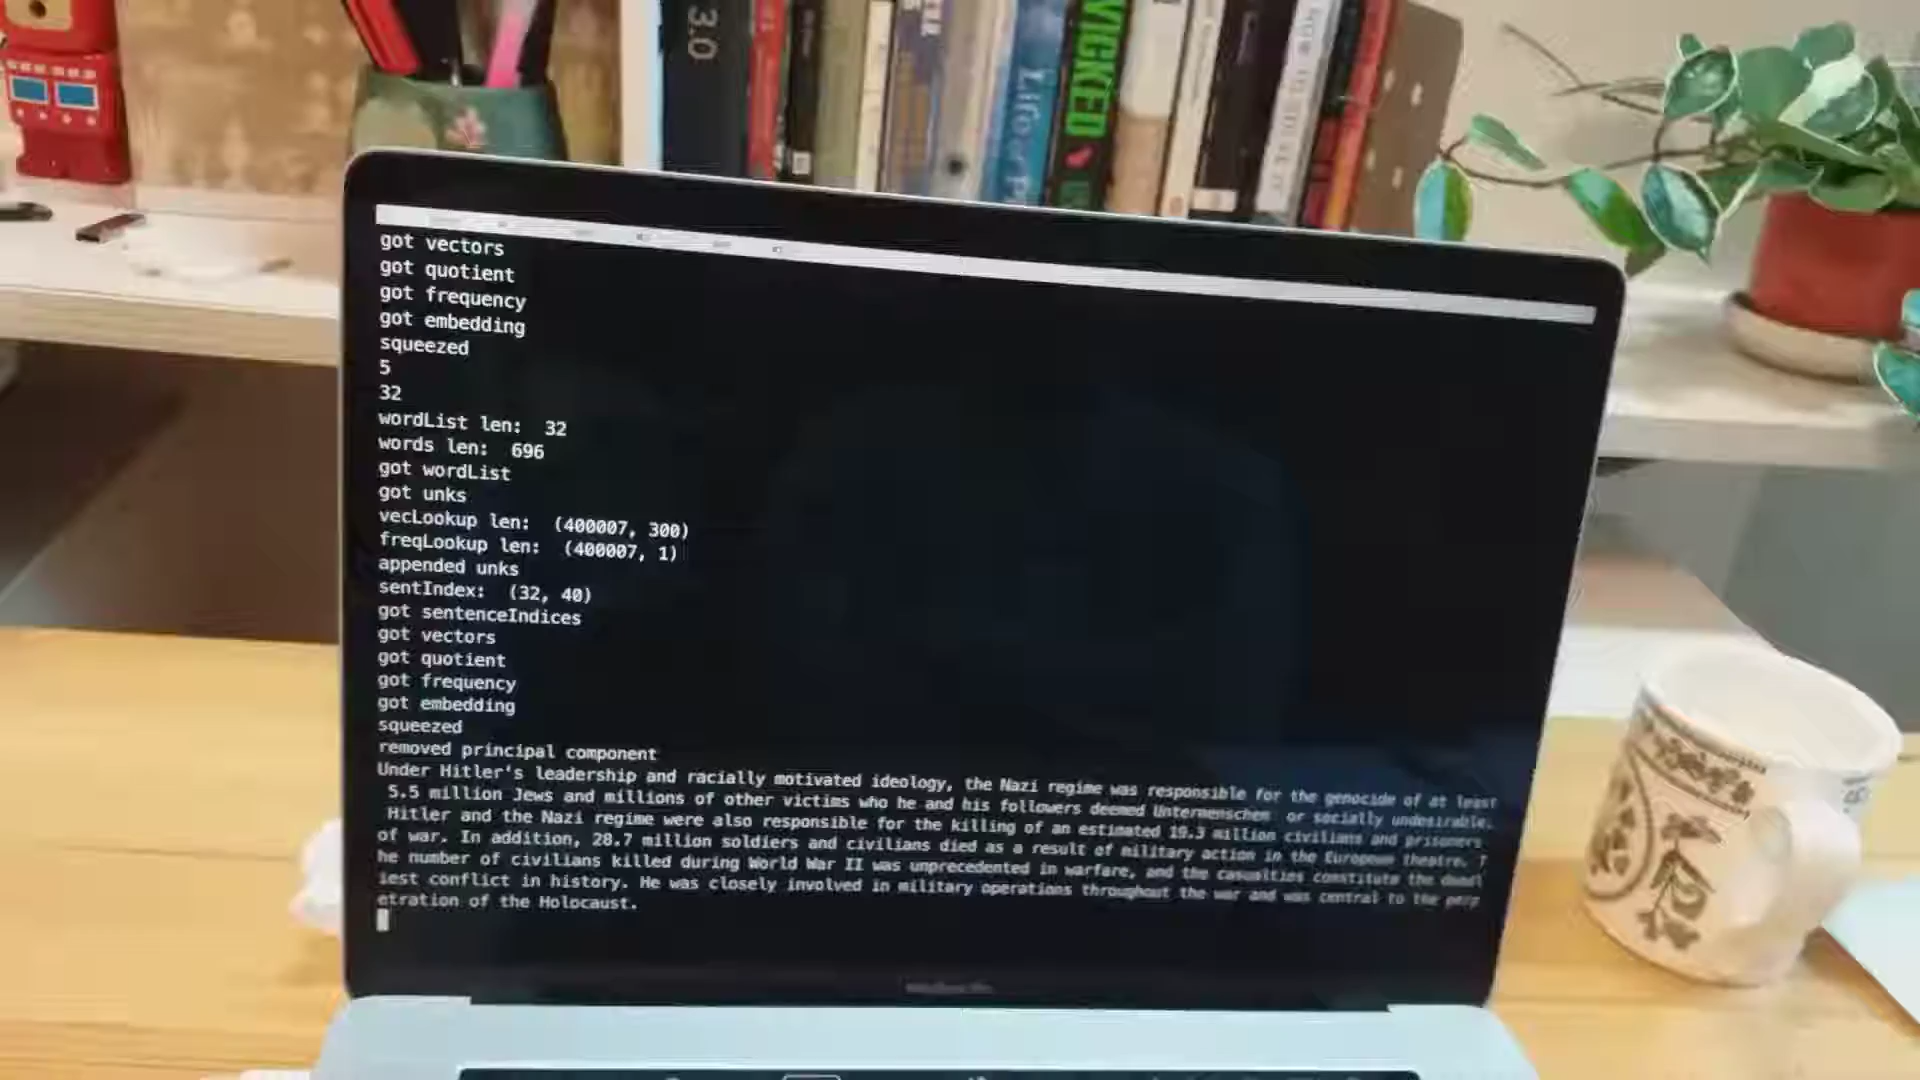 3.0
Life of P
WICKED
got vectors
got quotient
got frequency
got embedding
squeezed
5
32
wordList len:  32
words len:  696
got wordList
got unks
vecLookup len:  (400007, 300)
freqLookup len:  (400007, 1)
appended unks
sentIndex:  (32, 40)
got sentenceIndices
got vectors
got quotient
got frequency
got embedding
squeezed
removed principal component
Under Hitler's leadership and racially motivated ideology, the Nazi regime was responsible for the genocide of at least
5.5 million Jews and millions of other victims who he and his followers deemed Untermenschen or socially undesirable.
Hitler and the Nazi regime were also responsible for the killing of an estimated 19.3 million civilians and prisoners
of war. In addition, 28.7 million soldiers and civilians died as a result of military action in the European theatre. T
he number of civilians killed during World War II was unprecedented in warfare, and the casualties constitute the deadl
iest conflict in history. He was closely involved in military operations throughout the war and was central to the perp
etration of the Holocaust.